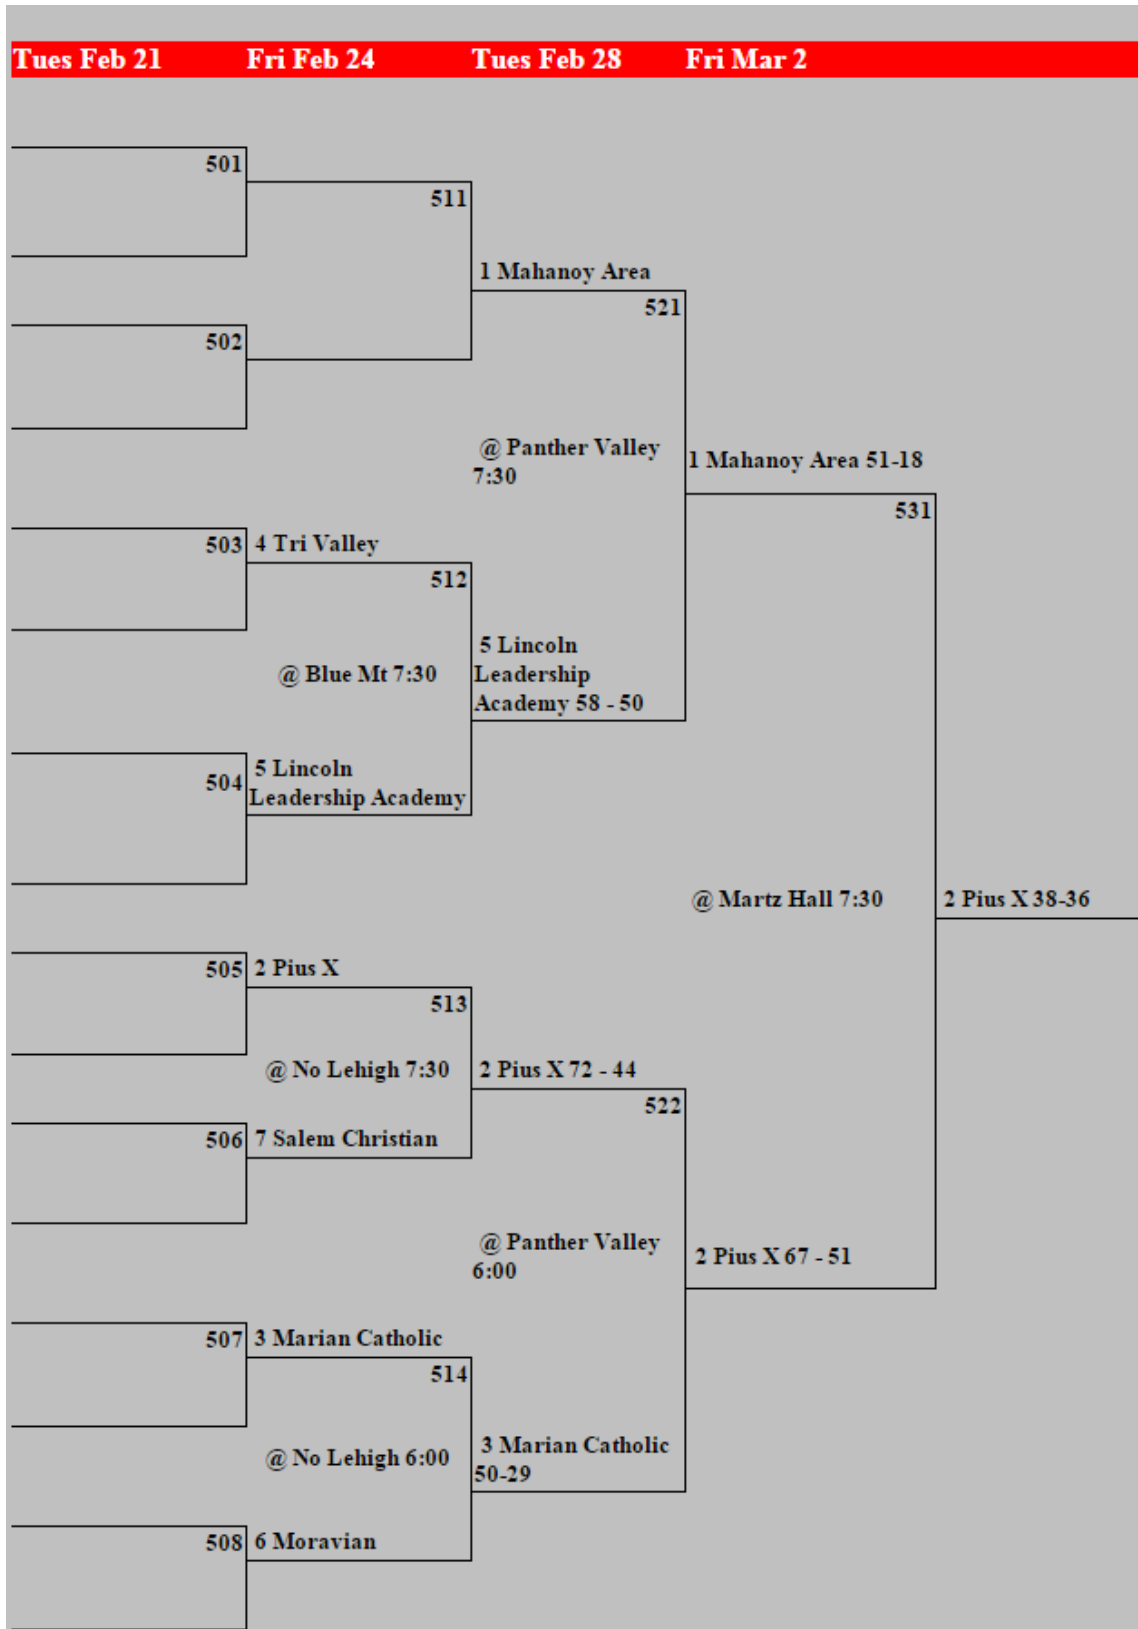 Tues Feb 21 Fri Feb 24 Tues Feb 28 Fri Mar 2
501
511
1 Mahanoy Area
521
502
@ Panther Valley
7:30
1 Mahanoy Area 51-18
531
503 4 Tri Valley
512
5 Lincoln
Leadership
Academy 58 - 50
@ Blue Mt 7:30
504
5 Lincoln
Leadership Academy
@ Martz Hall 7:30 2 Pius X 38-36
505 2 Pius X
513
@ No Lehigh 7:30 2 Pius X 72 - 44
522
506 7 Salem Christian
@ Panther Valley
6:00
2 Pius X 67 - 51
507 3 Marian Catholic
514
@ No Lehigh 6:00
3 Marian Catholic
50-29
508 6 Moravian